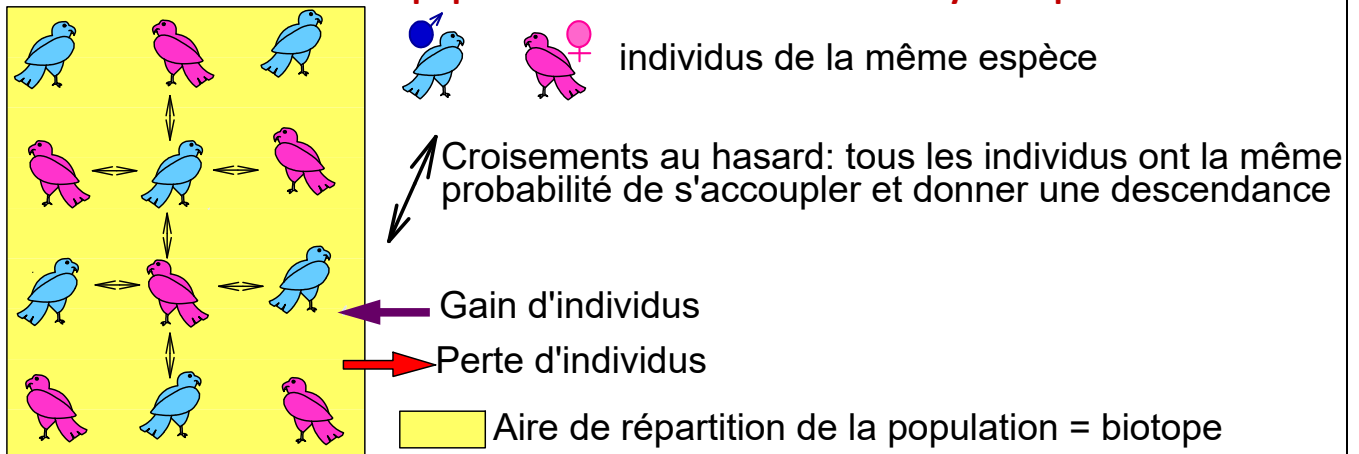 individus de la même espèce
Croisements au hasard: tous les individus ont la même
probabilité de s'accoupler et donner une descendance
Gain d'individus
Perte d'individus
Aire de répartition de la population = biotope